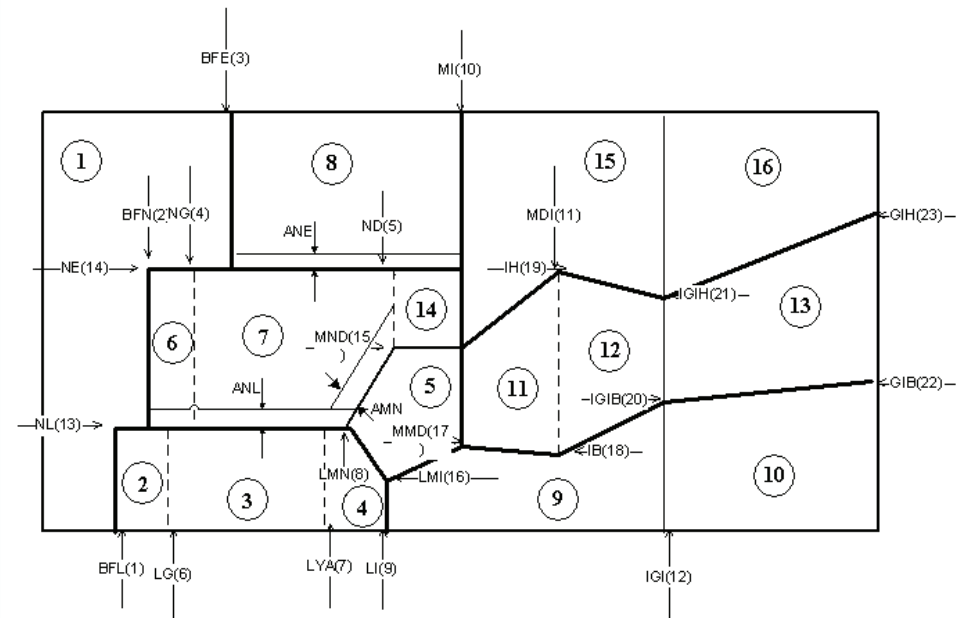 BFE(3)
MI(10)
1
8
15
16
BFN(2)
NG(4)
ANE
ND(5)
MDI(11)
GIH(23)
NE(14)
IH(19)
IGIH(21)
13
14
6
7
MND(15
)
12
5
11
ANL
AMN
IGIB(20)
GIB(22)
NL(13)
MMD(17
)
IB(18)
LMN(8)
LMI(16)
2
3
4
9
10
BFL(1)
LG(6)
LYA(7)
LI(9)
IGI(12)